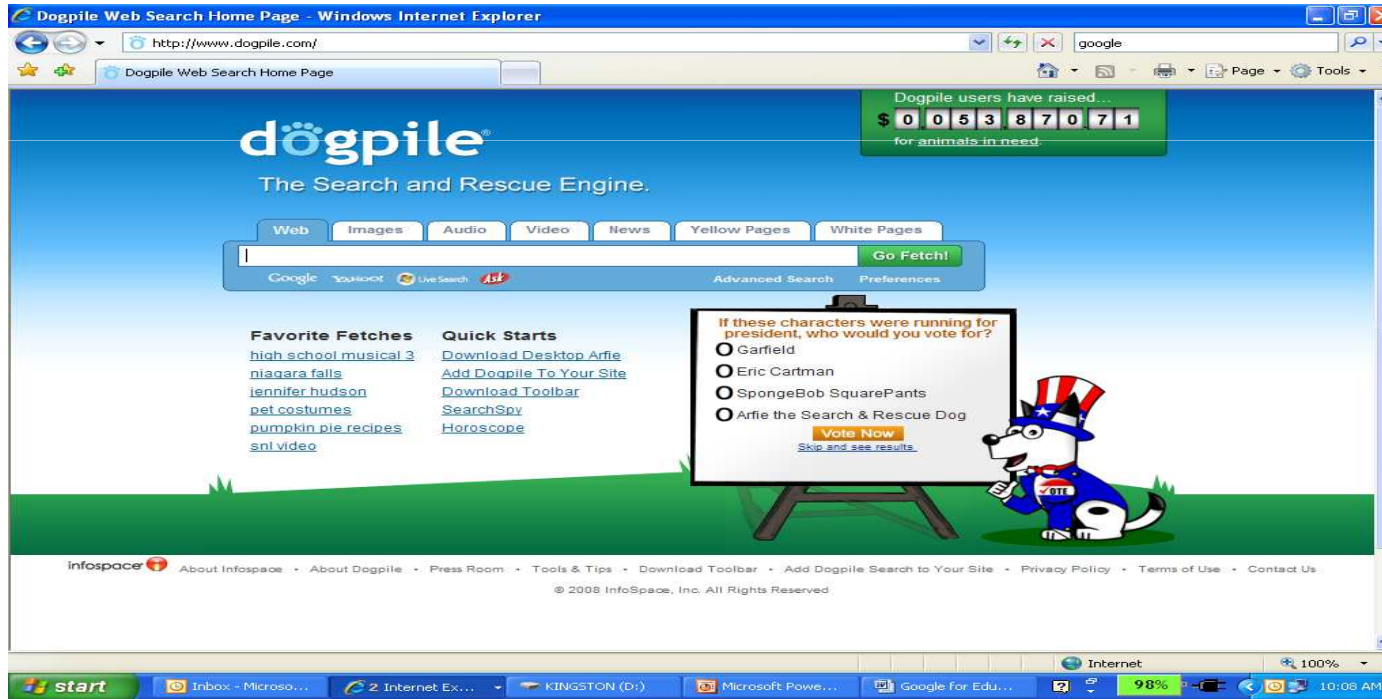 Dogpile Web Search Home Page - Windows Internet Explorer
http://www.dogpile.com/
google
Dogpile Web Search Home Page
Page
Tools
Dogpile users have raised...
$ 0 0 5 3 8 7 0 7 1
for animals in need.
dögpile®
The Search and Rescue Engine.
Web Images Audio Video News Yellow Pages White Pages
Go Fetch!
Google YAHOO! Live Search Ask
Advanced Search Preferences
Favorite Fetches
high school musical 3
niagara falls
jennifer hudson
pet costumes
pumpkin pie recipes
snl video
Quick Starts
Download Desktop Arfie
Add Dogpile To Your Site
Download Toolbar
SearchSpy
Horoscope
If these characters were running for
president, who would you vote for?
Garfield
Eric Cartman
SpongeBob SquarePants
Arfie the Search & Rescue Dog
Vote Now
Skip and see results
VOTE
infospace About Infospace - About Dogpile - Press Room - Tools & Tips - Download Toolbar - Add Dogpile Search to Your Site - Privacy Policy - Terms of Use - Contact Us
© 2008 InfoSpace, Inc. All Rights Reserved
Internet 100%
start Inbox - Microso... 2 Internet Ex... KINGSTON (D:) Microsoft Powe... Google for Edu... 98% 10:08 AM